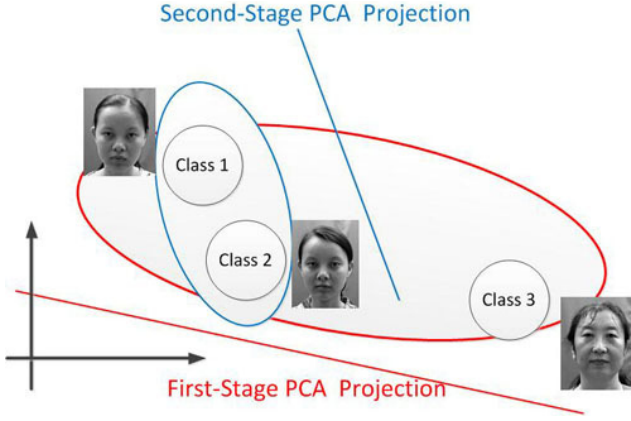 Second-Stage PCA Projection
Class 1
Class 2
Class 3
First-Stage PCA Projection